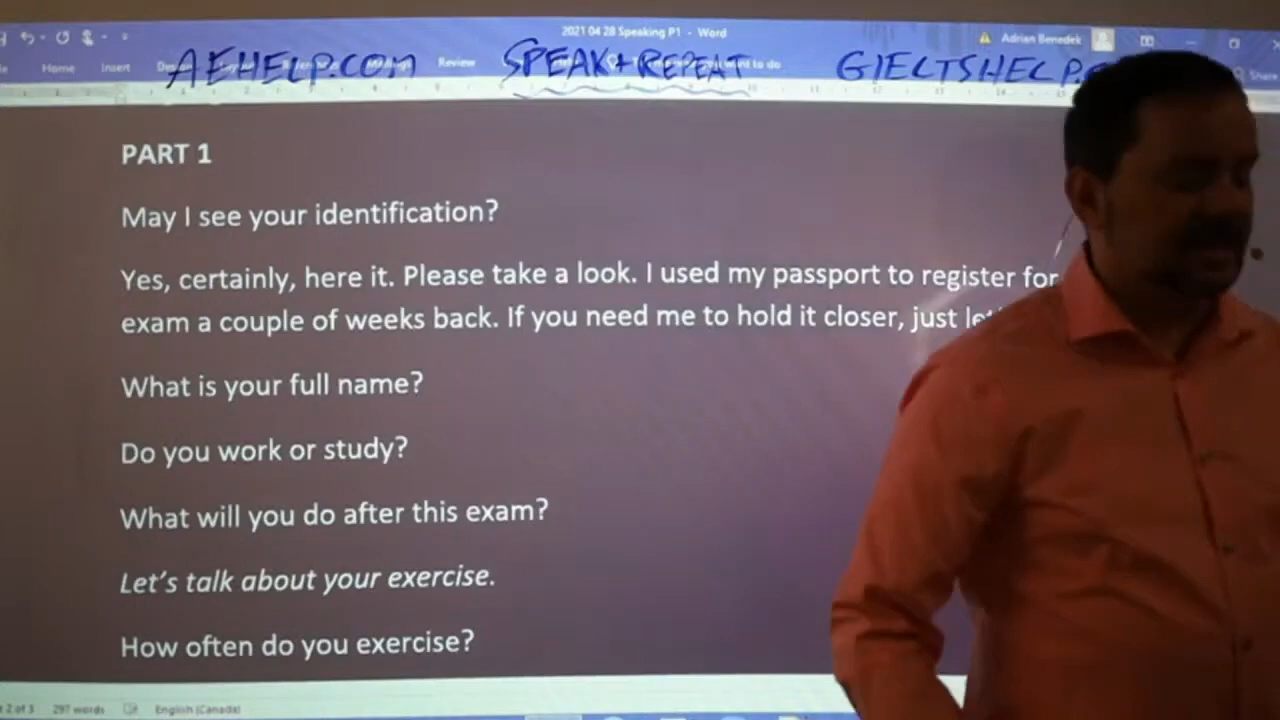 2021 04 28 Speaking P1 - Word
Adrian Benedek
Home Insert Review to do Share
AEHELP.COM SPEAK+REPEAT GIELTSHELP
PART 1
May I see your identification?
Yes, certainly, here it. Please take a look. I used my passport to register for
exam a couple of weeks back. If you need me to hold it closer, just
What is your full name?
Do you work or study?
What will you do after this exam?
Let's talk about your exercise.
How often do you exercise?
2 of 3 297 words English (Canada)